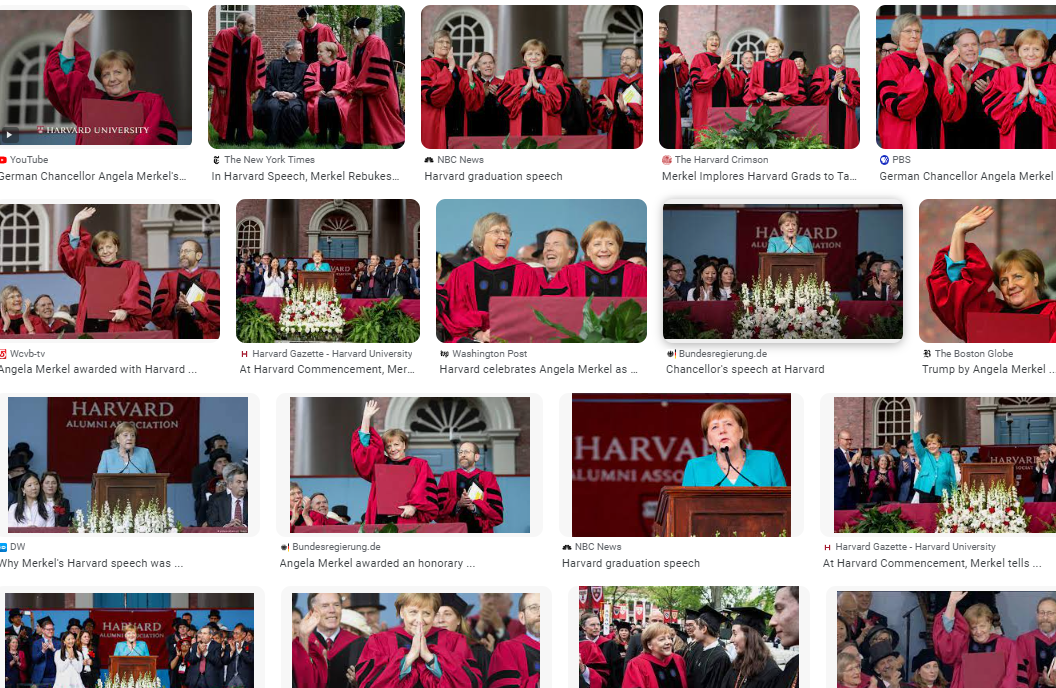 HARVARD UNIVERSITY
YouTube
The New York Times
NBC News
The Harvard Crimson
PBS
German Chancellor Angela Merkel's...
In Harvard Speech, Merkel Rebukes...
Harvard graduation speech
Merkel Implores Harvard Grads to Ta...
German Chancellor Angela Merkel
HARVARD
ALUMNI ASSOCIATION
Wcvb-tv
Harvard Gazette - Harvard University
Washington Post
Bundesregierung.de
The Boston Globe
Angela Merkel awarded with Harvard ...
At Harvard Commencement, Mer...
Harvard celebrates Angela Merkel as ...
Chancellor's speech at Harvard
Trump by Angela Merkel ...
HARVARD
ALUMNI ASSOCIATION
HARVAR
ALUMNI ASSO
HARVARD
DW
Bundesregierung.de
NBC News
Harvard Gazette - Harvard University
Why Merkel's Harvard speech was ...
Angela Merkel awarded an honorary ...
Harvard graduation speech
At Harvard Commencement, Merkel tells ...
HARVARD
ALUMNI ASSOCIATION